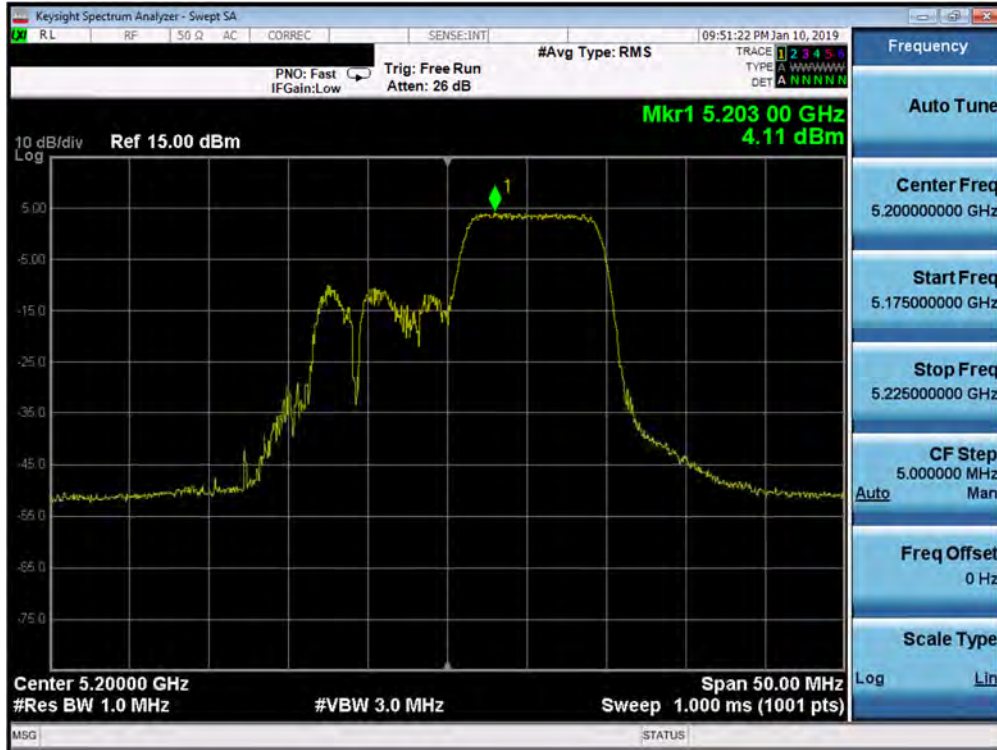 Keysight Spectrum Analyzer - Swept SA
LXI RL RF 50 Ω AC CORREC SENSE:INT 09:51:22 PM Jan 10, 2019
#Avg Type: RMS
TRACE 1 2 3 4 5 6
TYPE A WWWWW
DET A N N N N N
PNO: Fast
IFGain:Low
Trig: Free Run
Atten: 26 dB
Mkr1 5.203 00 GHz
4.11 dBm
10 dB/div Ref 15.00 dBm
Log
1
5.00
-5.00
-15.0
-25.0
-35.0
-45.0
-55.0
-65.0
-75.0
Center 5.20000 GHz
Span 50.00 MHz
#Res BW 1.0 MHz
#VBW 3.0 MHz
Sweep 1.000 ms (1001 pts)
MSG
STATUS
Frequency
Auto Tune
Center Freq
5.200000000 GHz
Start Freq
5.175000000 GHz
Stop Freq
5.225000000 GHz
CF Step
5.000000 MHz
Auto Man
Freq Offset
0 Hz
Scale Type
Log Lin